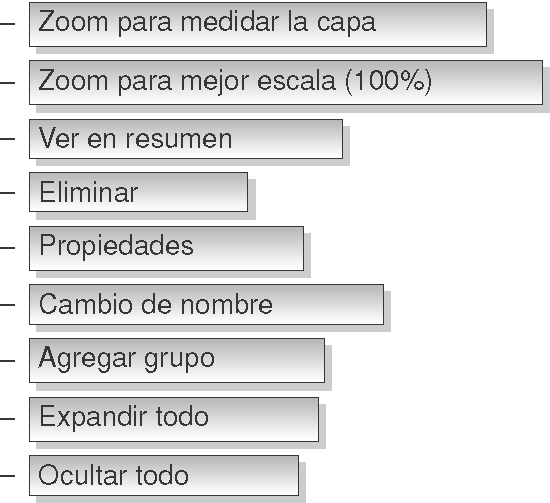 Zoom para medidar la capa
Zoom para mejor escala (100%)
Ver en resumen
Eliminar
Propiedades
Cambio de nombre
Agregar grupo
Expandir todo
Ocultar todo